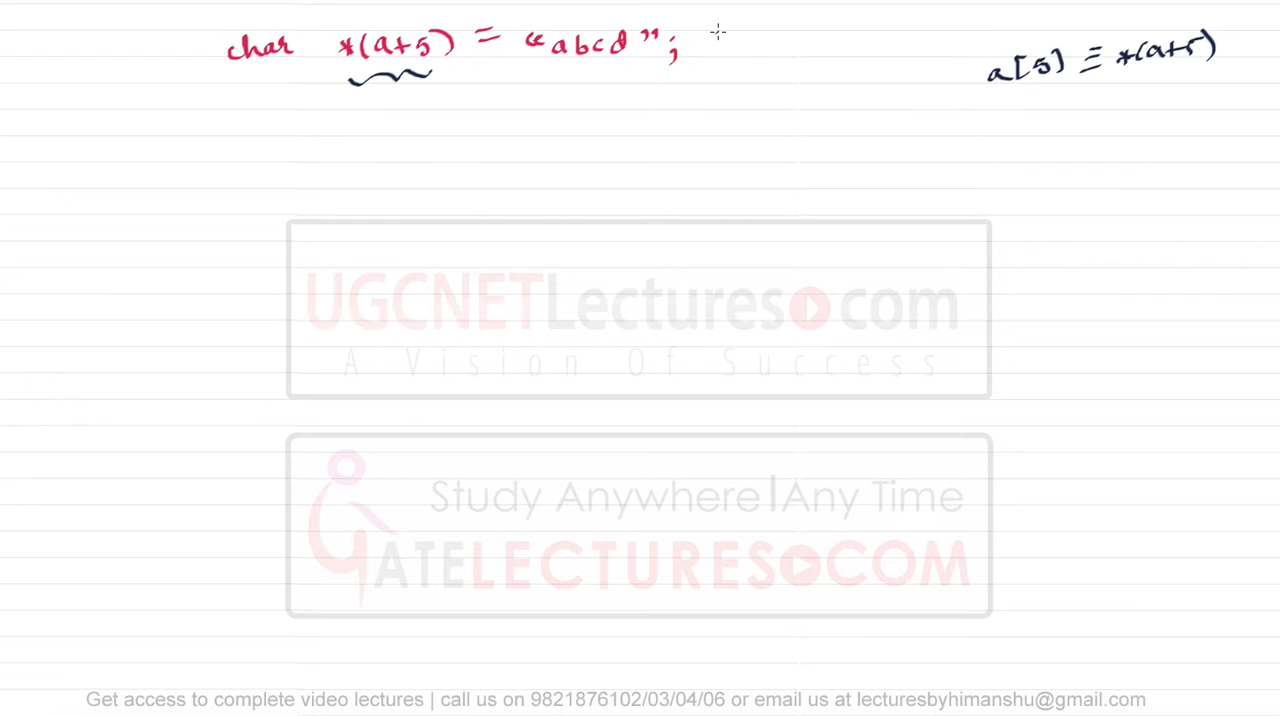 char *(a+5) = “abcd”;
a[5] ≡ *(a+5)
UGCNETLectures.com
A Vision Of Success
Study Anywhere|Any Time
GATELECTURES.COM
Get access to complete video lectures | call us on 9821876102/03/04/06 or email us at lecturesbyhimanshu@gmail.com